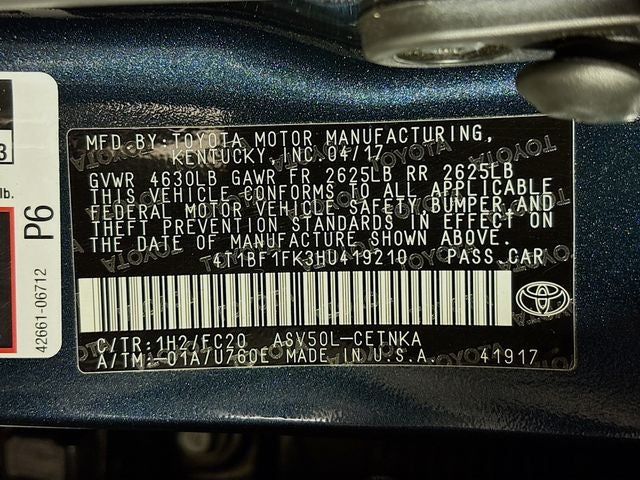 MFD.BY:TOYOTA MOTOR MANUFACTURING,
KENTUCKY,INC.04/17
GVWR 4630LB GAWR FR 2625LB RR 2625LB
THIS VEHICLE CONFORMS TO ALL APPLICABLE
FEDERAL MOTOR VEHICLE SAFETY,BUMPER AND
THEFT PREVENTION STANDARDS IN EFFECT ON
THE DATE OF MANUFACTURE SHOWN ABOVE.
4T1BF1FK3HU419210 PASS.CAR
C/TR:1H2/FC20 ASV50L-CETNKA
A/TM:-01A/U760E MADE IN U.S.A. 41917
3
lb.
P6
42661-06712